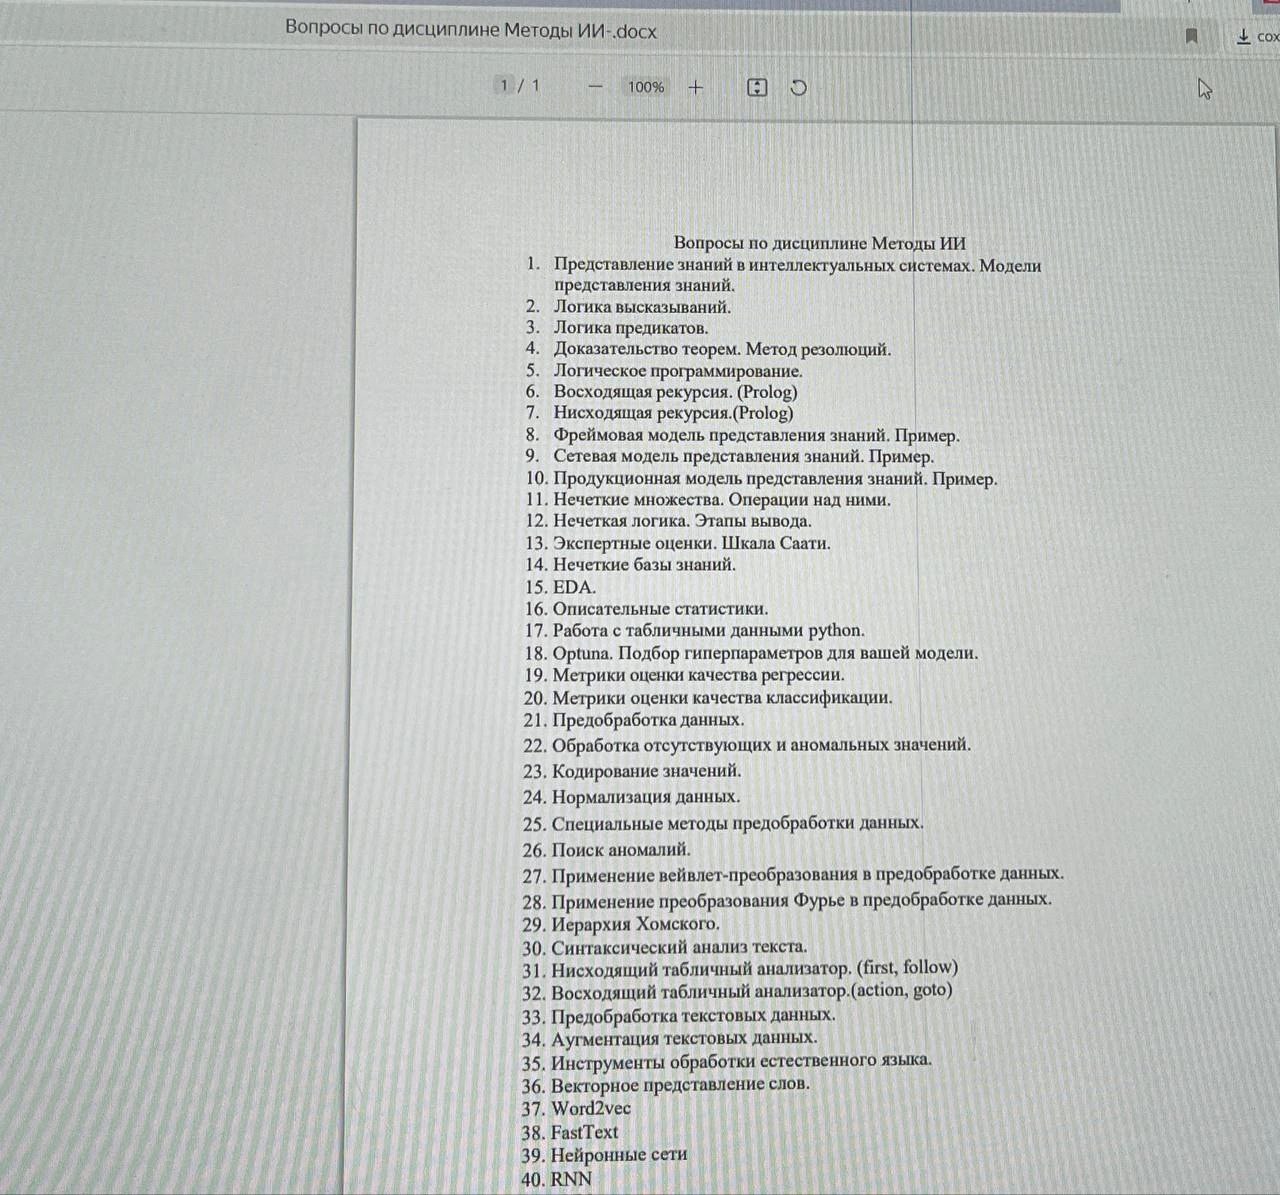 Вопросы по дисциплине Методы ИИ-.docx
сох
1 / 1 — 100% +
Вопросы по дисциплине Методы ИИ
1. Представление знаний в интеллектуальных системах. Модели
представления знаний.
2. Логика высказываний.
3. Логика предикатов.
4. Доказательство теорем. Метод резолюций.
5. Логическое программирование.
6. Восходящая рекурсия. (Prolog)
7. Нисходящая рекурсия.(Prolog)
8. Фреймовая модель представления знаний. Пример.
9. Сетевая модель представления знаний. Пример.
10. Продукционная модель представления знаний. Пример.
11. Нечеткие множества. Операции над ними.
12. Нечеткая логика. Этапы вывода.
13. Экспертные оценки. Шкала Саати.
14. Нечеткие базы знаний.
15. EDA.
16. Описательные статистики.
17. Работа с табличными данными python.
18. Optuna. Подбор гиперпараметров для вашей модели.
19. Метрики оценки качества регрессии.
20. Метрики оценки качества классификации.
21. Предобработка данных.
22. Обработка отсутствующих и аномальных значений.
23. Кодирование значений.
24. Нормализация данных.
25. Специальные методы предобработки данных.
26. Поиск аномалий.
27. Применение вейвлет-преобразования в предобработке данных.
28. Применение преобразования Фурье в предобработке данных.
29. Иерархия Хомского.
30. Синтаксический анализ текста.
31. Нисходящий табличный анализатор. (first, follow)
32. Восходящий табличный анализатор.(action, goto)
33. Предобработка текстовых данных.
34. Аугментация текстовых данных.
35. Инструменты обработки естественного языка.
36. Векторное представление слов.
37. Word2vec
38. FastText
39. Нейронные сети
40. RNN